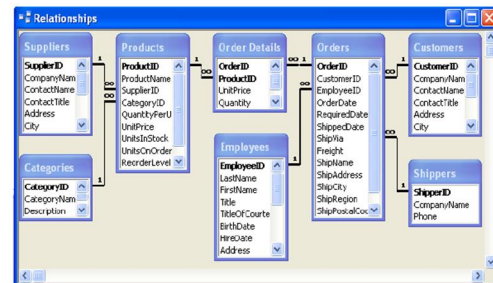 Relationships
Suppliers
SupplierID
CompanyNam
ContactName
ContactTitle
Address
City
Products
ProductID
ProductName
SupplierID
CategoryID
QuantityPerU
UnitPrice
UnitsInStock
UnitsOnOrder
ReorderLevel
Order Details
OrderID
ProductID
UnitPrice
Quantity
Orders
OrderID
CustomerID
EmployeeID
OrderDate
RequiredDate
ShippedDate
ShipVia
Freight
ShipName
ShipAddress
ShipCity
ShipRegion
ShipPostalCoc
Customers
CustomerID
CompanyNam
ContactName
ContactTitle
Address
City
Categories
CategoryID
CategoryNam
Description
Employees
EmployeeID
LastName
FirstName
Title
TitleOfCourte
BirthDate
HireDate
Address
Shippers
ShipperID
CompanyName
Phone
1
∞
∞
1
1
∞
1
∞
∞
1
∞
1
∞
1